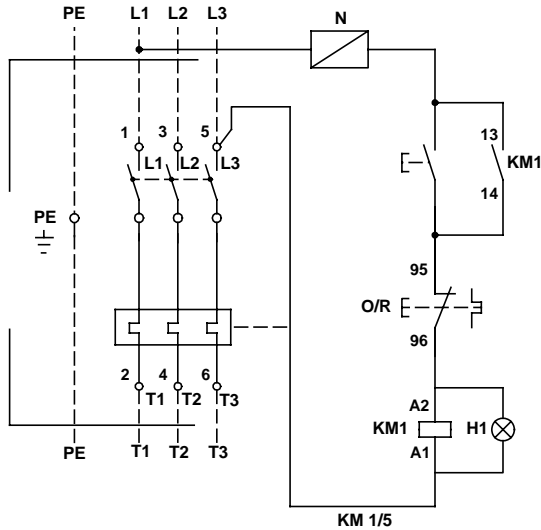 PE L1 L2 L3
N
1 3 5
L1 L2 L3
13
KM1
14
PE
95
O/R
96
2 4 6
T1 T2 T3
A2
KM1 H1
A1
PE T1 T2 T3
KM 1/5